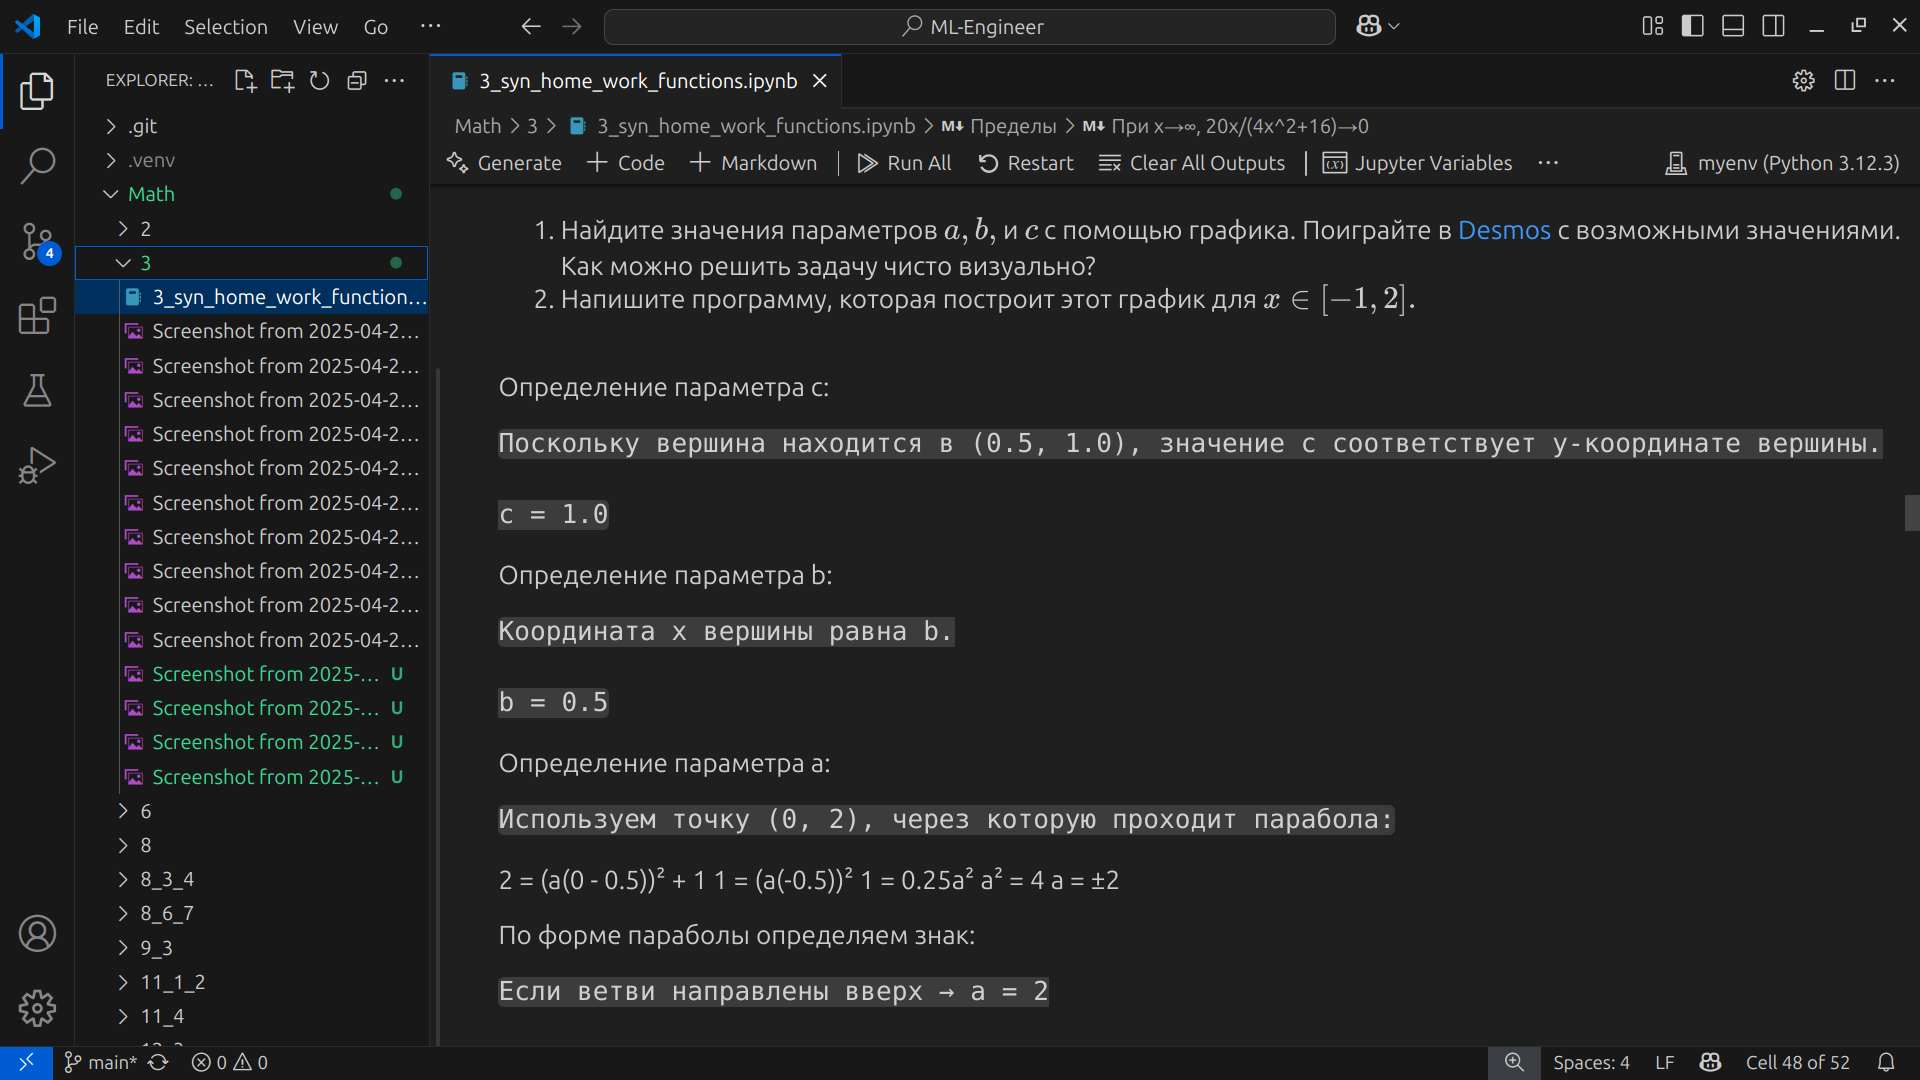 File Edit Selection View Go ···
ML-Engineer
EXPLORER: ...
3_syn_home_work_functions.ipynb
Math > 3 > 3_syn_home_work_functions.ipynb > M↓ Пределы > M↓ При x→∞, 20x/(4x^2+16)→0
Generate + Code + Markdown | Run All Restart Clear All Outputs | Jupyter Variables ··· myenv (Python 3.12.3)
.git
.venv
Math
2
3
3_syn_home_work_function...
Screenshot from 2025-04-2...
Screenshot from 2025-04-2...
Screenshot from 2025-04-2...
Screenshot from 2025-04-2...
Screenshot from 2025-04-2...
Screenshot from 2025-04-2...
Screenshot from 2025-04-2...
Screenshot from 2025-04-2...
Screenshot from 2025-04-2...
Screenshot from 2025-04-2...
Screenshot from 2025-... U
Screenshot from 2025-... U
Screenshot from 2025-... U
Screenshot from 2025-... U
6
8
8_3_4
8_6_7
9_3
11_1_2
11_4
4
1. Найдите значения параметров a, b, и c с помощью графика. Поиграйте в Desmos с возможными значениями.
Как можно решить задачу чисто визуально?
2. Напишите программу, которая построит этот график для x ∈ [−1, 2].
Определение параметра c:
Поскольку вершина находится в (0.5, 1.0), значение c соответствует y-координате вершины.
c = 1.0
Определение параметра b:
Координата x вершины равна b.
b = 0.5
Определение параметра a:
Используем точку (0, 2), через которую проходит парабола:
2 = (a(0 - 0.5))² + 1 1 = (a(-0.5))² 1 = 0.25a² a² = 4 a = ±2
По форме параболы определяем знак:
Если ветви направлены вверх → a = 2
main* 0 0 Spaces: 4 LF Cell 48 of 52